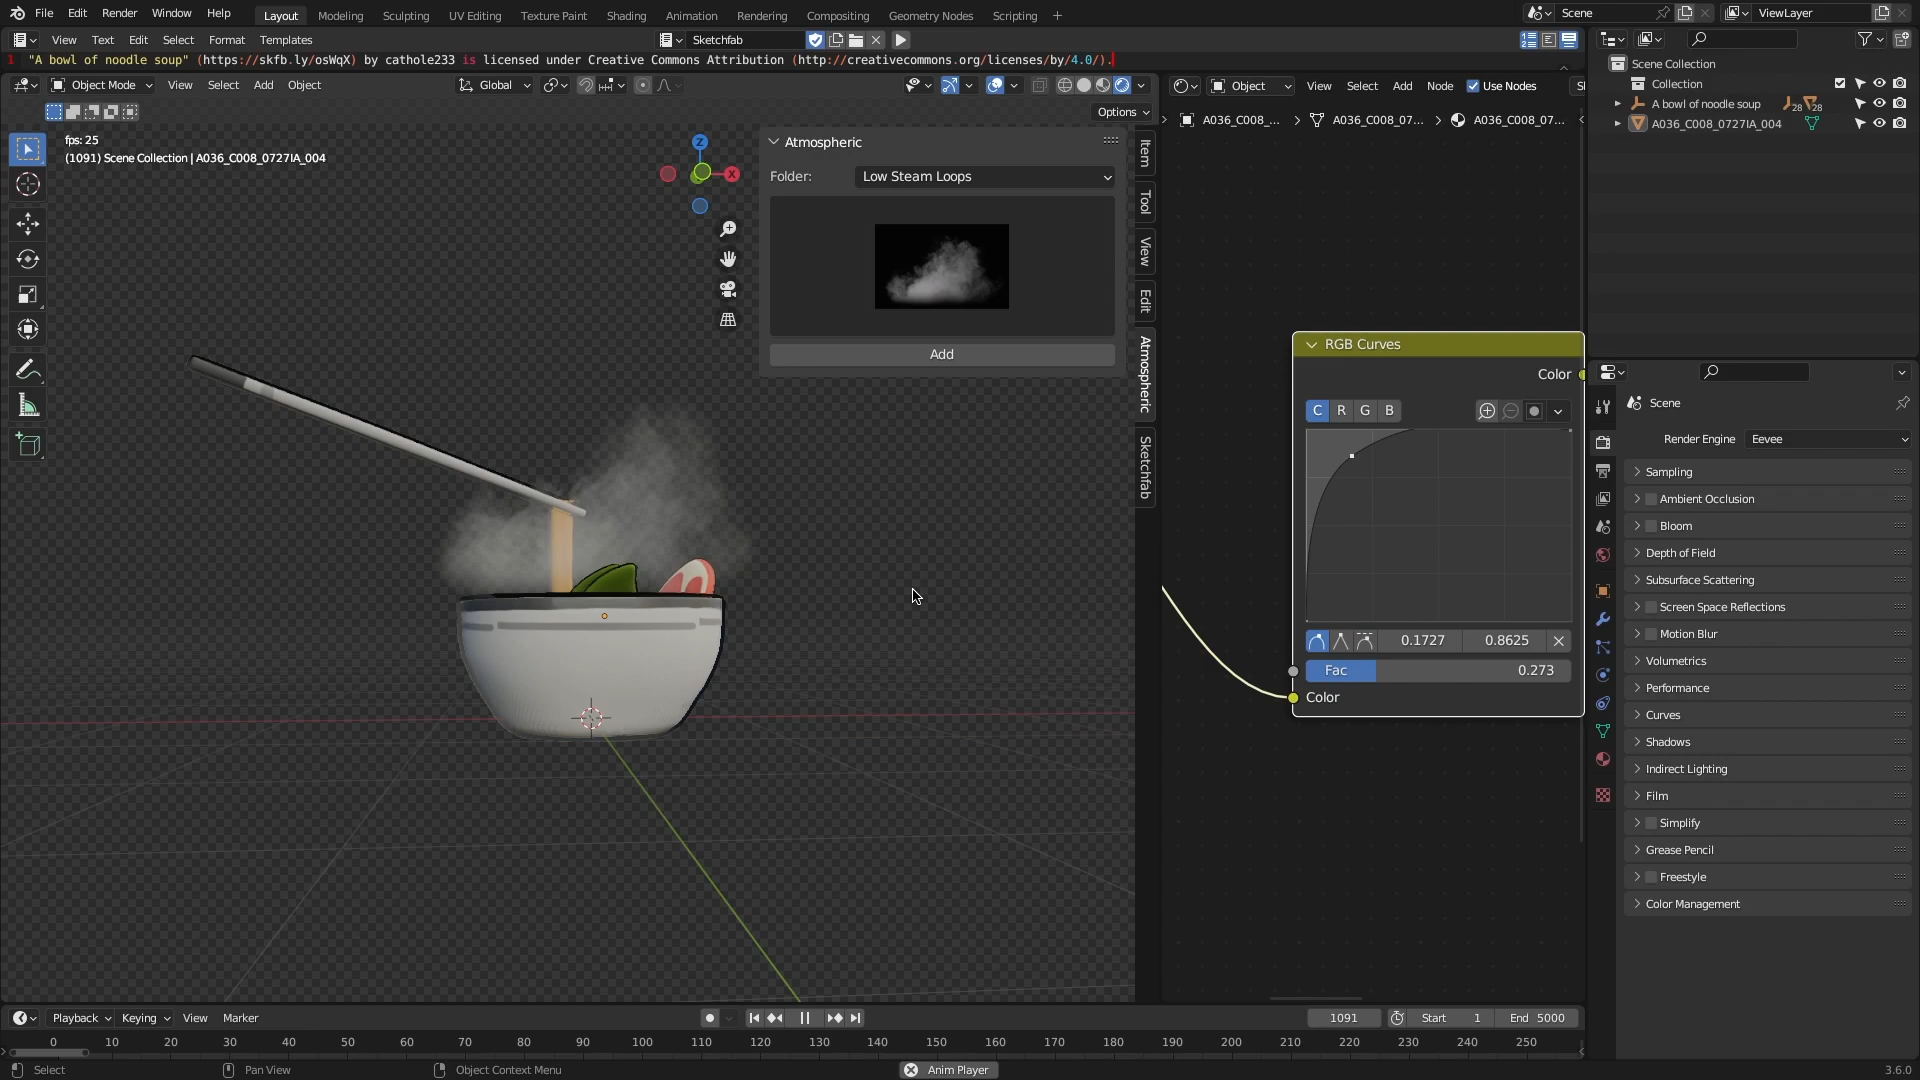 File Edit Render Window Help Layout Modeling Sculpting UV Editing Texture Paint Shading Animation Rendering Compositing Geometry Nodes Scripting + Scene ViewLayer
View Text Edit Select Format Templates Sketchfab
1 "A bowl of noodle soup" (https://skfb.ly/osWqX) by cathole233 is licensed under Creative Commons Attribution (http://creativecommons.org/licenses/by/4.0/).
Object Mode View Select Add Object Global
Options
fps: 25
(1091) Scene Collection | A036_C008_0727IA_004
Z
X
Atmospheric
Folder: Low Steam Loops
Add
Item
Tool
View
Edit
Atmospheric
Sketchfab
Object View Select Add Node Use Nodes Sl
A036_C008_... A036_C008_07... A036_C008_07...
RGB Curves
Color
C R G B
0.1727 0.8625
Fac 0.273
Color
Scene Collection
Collection
A bowl of noodle soup 28 28
A036_C008_0727IA_004
Scene
Render Engine Eevee
Sampling
Ambient Occlusion
Bloom
Depth of Field
Subsurface Scattering
Screen Space Reflections
Motion Blur
Volumetrics
Performance
Curves
Shadows
Indirect Lighting
Film
Simplify
Grease Pencil
Freestyle
Color Management
Playback Keying View Marker 1091 Start 1 End 5000
0 10 20 30 40 50 60 70 80 90 100 110 120 130 140 150 160 170 180 190 200 210 220 230 240 250
Select Pan View Object Context Menu Anim Player 3.6.0